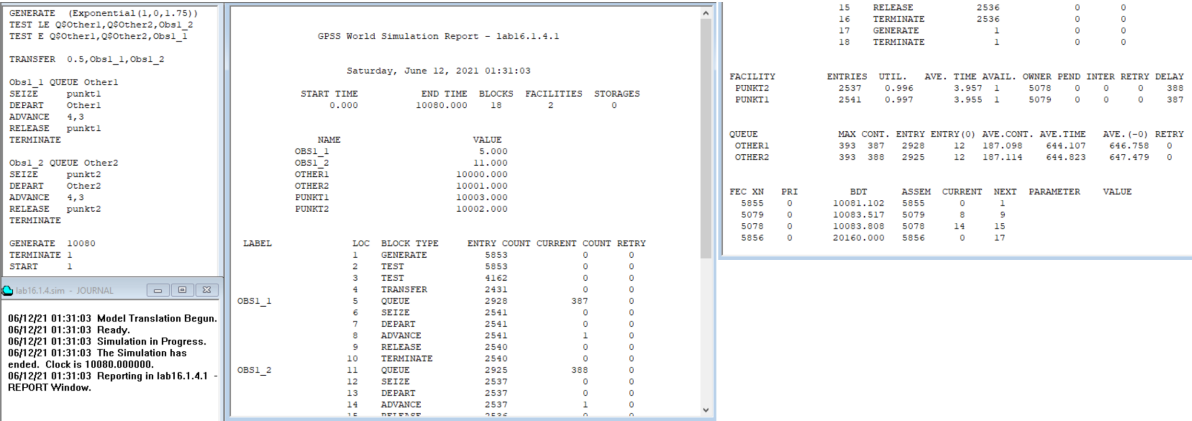 GENERATE (Exponential(1,0,1.75))
TEST LE Q$Other1,Q$Other2,Obs1_2
TEST E Q$Other1,Q$Other2,Obs1_1
TRANSFER 0.5,Obs1_1,Obs1_2
Obs1_1 QUEUE Other1
SEIZE punkt1
DEPART Other1
ADVANCE 4,3
RELEASE punkt1
TERMINATE
Obs1_2 QUEUE Other2
SEIZE punkt2
DEPART Other2
ADVANCE 4,3
RELEASE punkt2
TERMINATE
GENERATE 10080
TERMINATE 1
START 1
lab16.1.4.sim - JOURNAL
06/12/21 01:31:03 Model Translation Begun.
06/12/21 01:31:03 Ready.
06/12/21 01:31:03 Simulation in Progress.
06/12/21 01:31:03 The Simulation has
ended. Clock is 10080.000000.
06/12/21 01:31:03 Reporting in lab16.1.4.1 -
REPORT Window.
GPSS World Simulation Report - lab16.1.4.1
Saturday, June 12, 2021 01:31:03
START TIME END TIME BLOCKS FACILITIES STORAGES
0.000 10080.000 18 2 0
NAME VALUE
OBS1_1 5.000
OBS1_2 11.000
OTHER1 10000.000
OTHER2 10001.000
PUNKT1 10003.000
PUNKT2 10002.000
LABEL LOC BLOCK TYPE ENTRY COUNT CURRENT COUNT RETRY
1 GENERATE 5853 0 0
2 TEST 5853 0 0
3 TEST 4162 0 0
4 TRANSFER 2431 0 0
OBS1_1 5 QUEUE 2928 387 0
6 SEIZE 2541 0 0
7 DEPART 2541 0 0
8 ADVANCE 2541 1 0
9 RELEASE 2540 0 0
10 TERMINATE 2540 0 0
OBS1_2 11 QUEUE 2925 388 0
12 SEIZE 2537 0 0
13 DEPART 2537 0 0
14 ADVANCE 2537 1 0
15 RELEASE 2536 0 0
15 RELEASE 2536 0 0
16 TERMINATE 2536 0 0
17 GENERATE 1 0 0
18 TERMINATE 1 0 0
FACILITY ENTRIES UTIL. AVE. TIME AVAIL. OWNER PEND INTER RETRY DELAY
PUNKT2 2537 0.996 3.957 1 5078 0 0 0 388
PUNKT1 2541 0.997 3.955 1 5079 0 0 0 387
QUEUE MAX CONT. ENTRY ENTRY(0) AVE.CONT. AVE.TIME AVE.(-0) RETRY
OTHER1 393 387 2928 12 187.098 644.107 646.758 0
OTHER2 393 388 2925 12 187.114 644.823 647.479 0
FEC XN PRI BDT ASSEM CURRENT NEXT PARAMETER VALUE
5855 0 10081.102 5855 0 1
5079 0 10083.517 5079 8 9
5078 0 10083.808 5078 14 15
5856 0 20160.000 5856 0 17